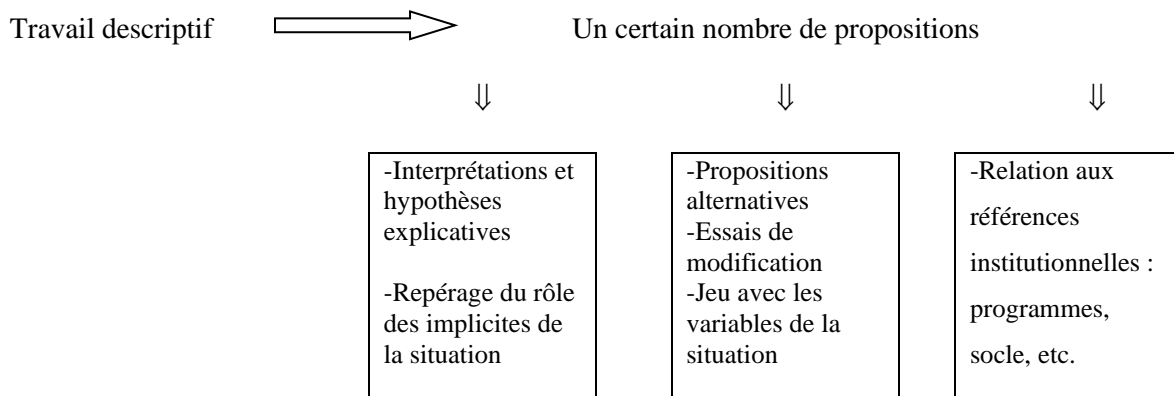 Travail descriptif
Un certain nombre de propositions
⇓ ⇓ ⇓
-Interprétations et
hypothèses
explicatives
-Repérage du rôle
des implicites de
la situation
-Propositions
alternatives
-Essais de
modification
-Jeu avec les
variables de la
situation
-Relation aux
références
institutionnelles :
programmes,
socle, etc.